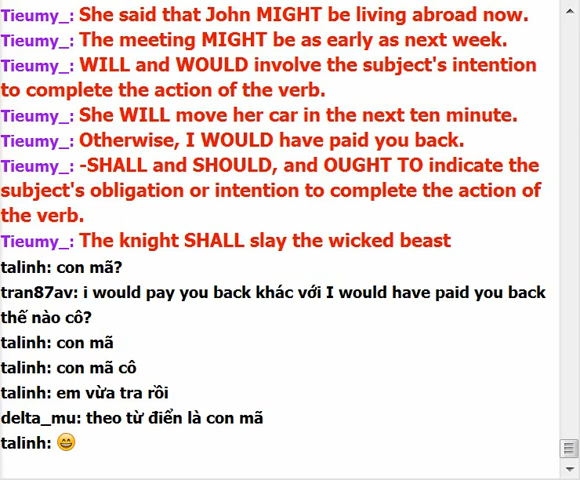 Tieumy_: She said that John MIGHT be living abroad now.
Tieumy_: The meeting MIGHT be as early as next week.
Tieumy_: WILL and WOULD involve the subject's intention
to complete the action of the verb.
Tieumy_: She WILL move her car in the next ten minute.
Tieumy_: Otherwise, I WOULD have paid you back.
Tieumy_: -SHALL and SHOULD, and OUGHT TO indicate the
subject's obligation or intention to complete the action of
the verb.
Tieumy_: The knight SHALL slay the wicked beast
talinh: con mã?
tran87av: i would pay you back khác với I would have paid you back
thế nào cô?
talinh: con mã
talinh: con mã cô
talinh: em vừa tra rồi
delta_mu: theo từ điển là con mã
talinh: 😄